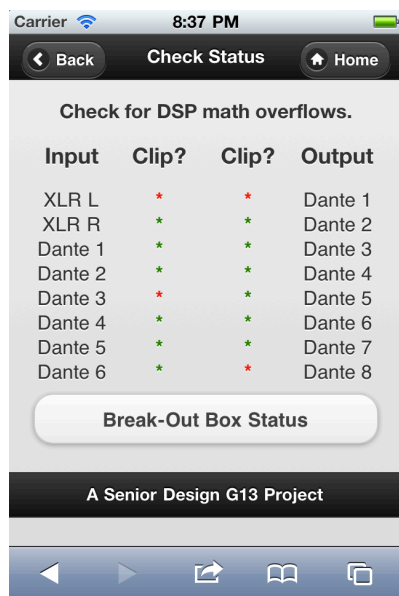 Carrier 8:37 PM
Back Check Status Home
Check for DSP math overflows.
Input Clip? Clip? Output
XLR L * * Dante 1
XLR R * * Dante 2
Dante 1 * * Dante 3
Dante 2 * * Dante 4
Dante 3 * * Dante 5
Dante 4 * * Dante 6
Dante 5 * * Dante 7
Dante 6 * * Dante 8
Break-Out Box Status
A Senior Design G13 Project